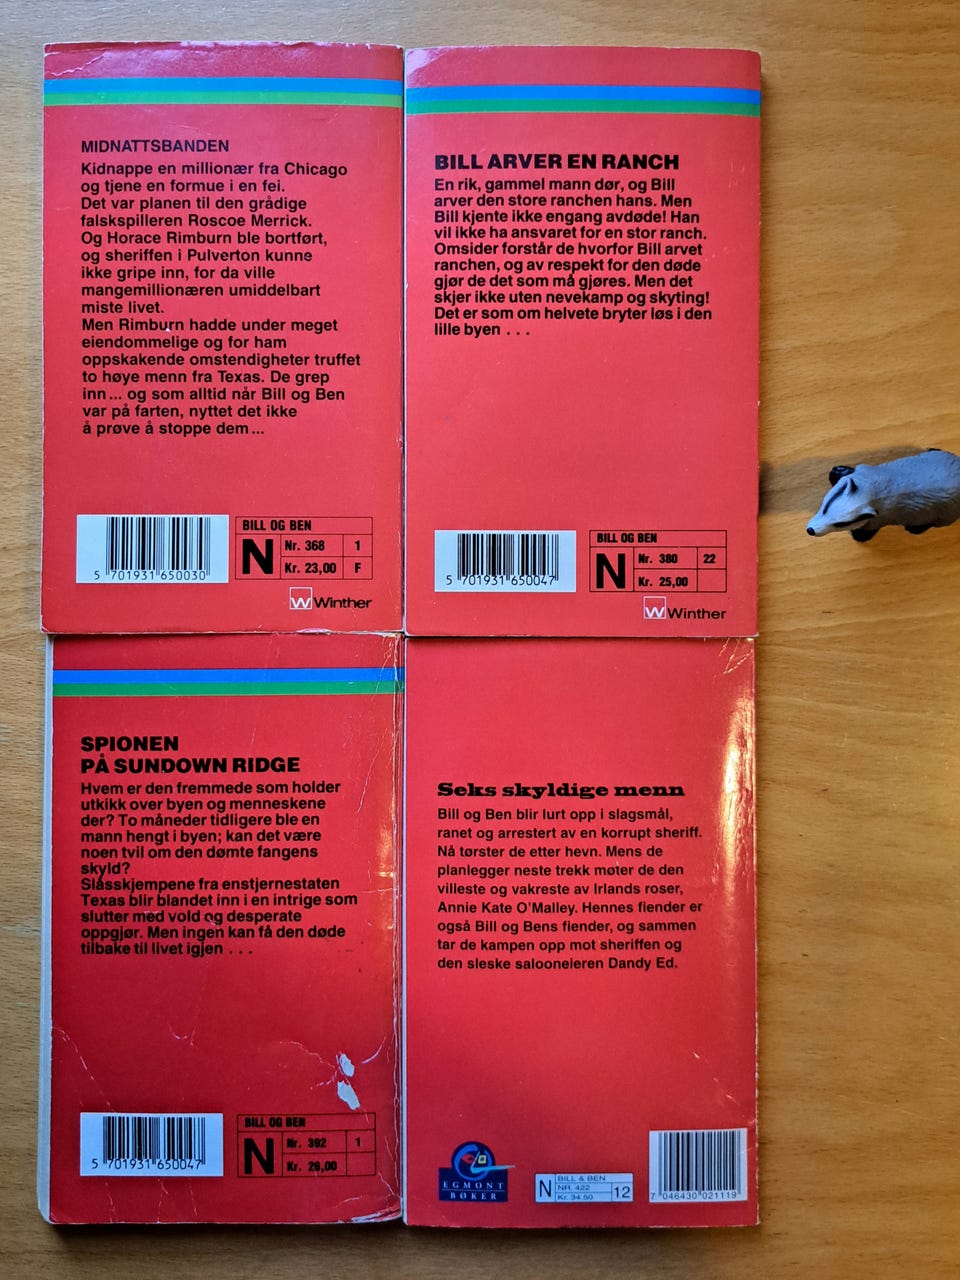 MIDNATTSBANDEN
Kidnappe en millionær fra Chicago
og tjene en formue i en fei.
Det var planen til den grådige
falskspilleren Roscoe Merrick.
Og Horace Rimburn ble bortført,
og sheriffen i Pulverton kunne
ikke gripe inn, for da ville
mangemillionæren umiddelbart
miste livet.
Men Rimburn hadde under meget
eiendommelige og for ham
oppskakende omstendigheter truffet
to høye menn fra Texas. De grep
inn ... og som alltid når Bill og Ben
var på farten, nyttet det ikke
å prøve å stoppe dem ...
5 701931 650030
BILL OG BEN
N
Nr. 368 1
Kr. 23,00 F
W Winther
BILL ARVER EN RANCH
En rik, gammel mann dør, og Bill
arver den store ranchen hans. Men
Bill kjente ikke engang avdøde! Han
vil ikke ha ansvaret for en stor ranch.
Omsider forstår de hvorfor Bill arvet
ranchen, og av respekt for den døde
gjør de det som må gjøres. Men det
skjer ikke uten nevekamp og skyting!
Det er som om helvete bryter løs i den
lille byen . . .
5 701931 650047
BILL OG BEN
N
Nr. 380 22
Kr. 25,00
W Winther
SPIONEN
PÅ SUNDOWN RIDGE
Hvem er den fremmede som holder
utkikk over byen og menneskene
der? To måneder tidligere ble en
mann hengt i byen; kan det være
noen tvil om den dømte fangens
skyld?
Slåsskjempene fra enstjernestaten
Texas blir blandet inn i en intrige som
slutter med vold og desperate
oppgjør. Men ingen kan få den døde
tilbake til livet igjen . . .
5 701931 650047
BILL OG BEN
N
Nr. 392 1
Kr. 26,00
Seks skyldige menn
Bill og Ben blir lurt opp i slagsmål,
ranet og arrestert av en korrupt sheriff.
Nå tørster de etter hevn. Mens de
planlegger neste trekk møter de den
villeste og vakreste av Irlands roser,
Annie Kate O'Malley. Hennes fiender er
også Bill og Bens fiender, og sammen
tar de kampen opp mot sheriffen og
den sleske salooneieren Dandy Ed.
EGMONT
BØKER
N
BILL & BEN
NR. 422
Kr. 34.50
12
7 046430 021119